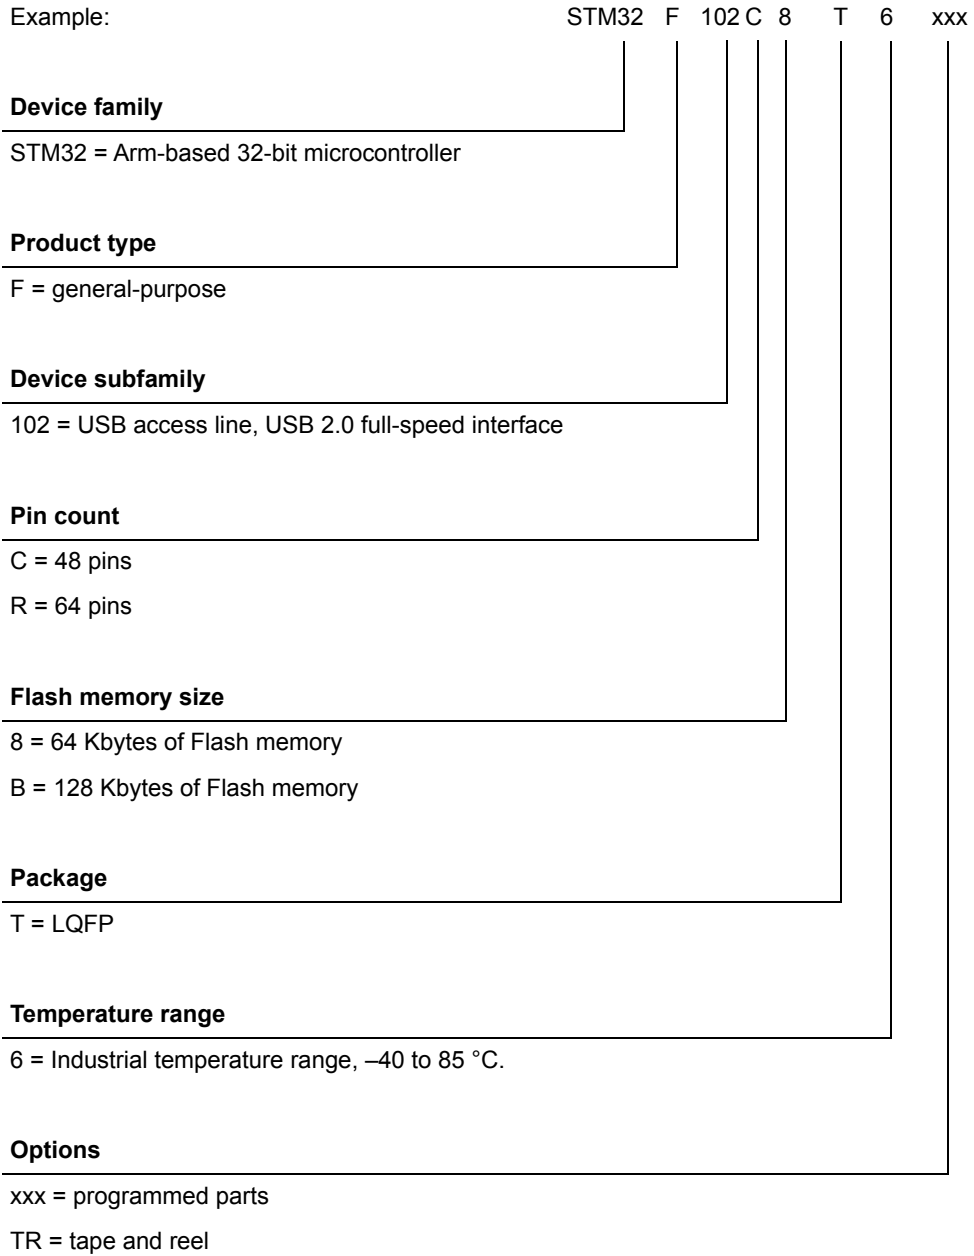 Example: STM32 F 102 C 8 T 6 xxx
Device family
STM32 = Arm-based 32-bit microcontroller
Product type
F = general-purpose
Device subfamily
102 = USB access line, USB 2.0 full-speed interface
Pin count
C = 48 pins
R = 64 pins
Flash memory size
8 = 64 Kbytes of Flash memory
B = 128 Kbytes of Flash memory
Package
T = LQFP
Temperature range
6 = Industrial temperature range, –40 to 85 °C.
Options
xxx = programmed parts
TR = tape and reel